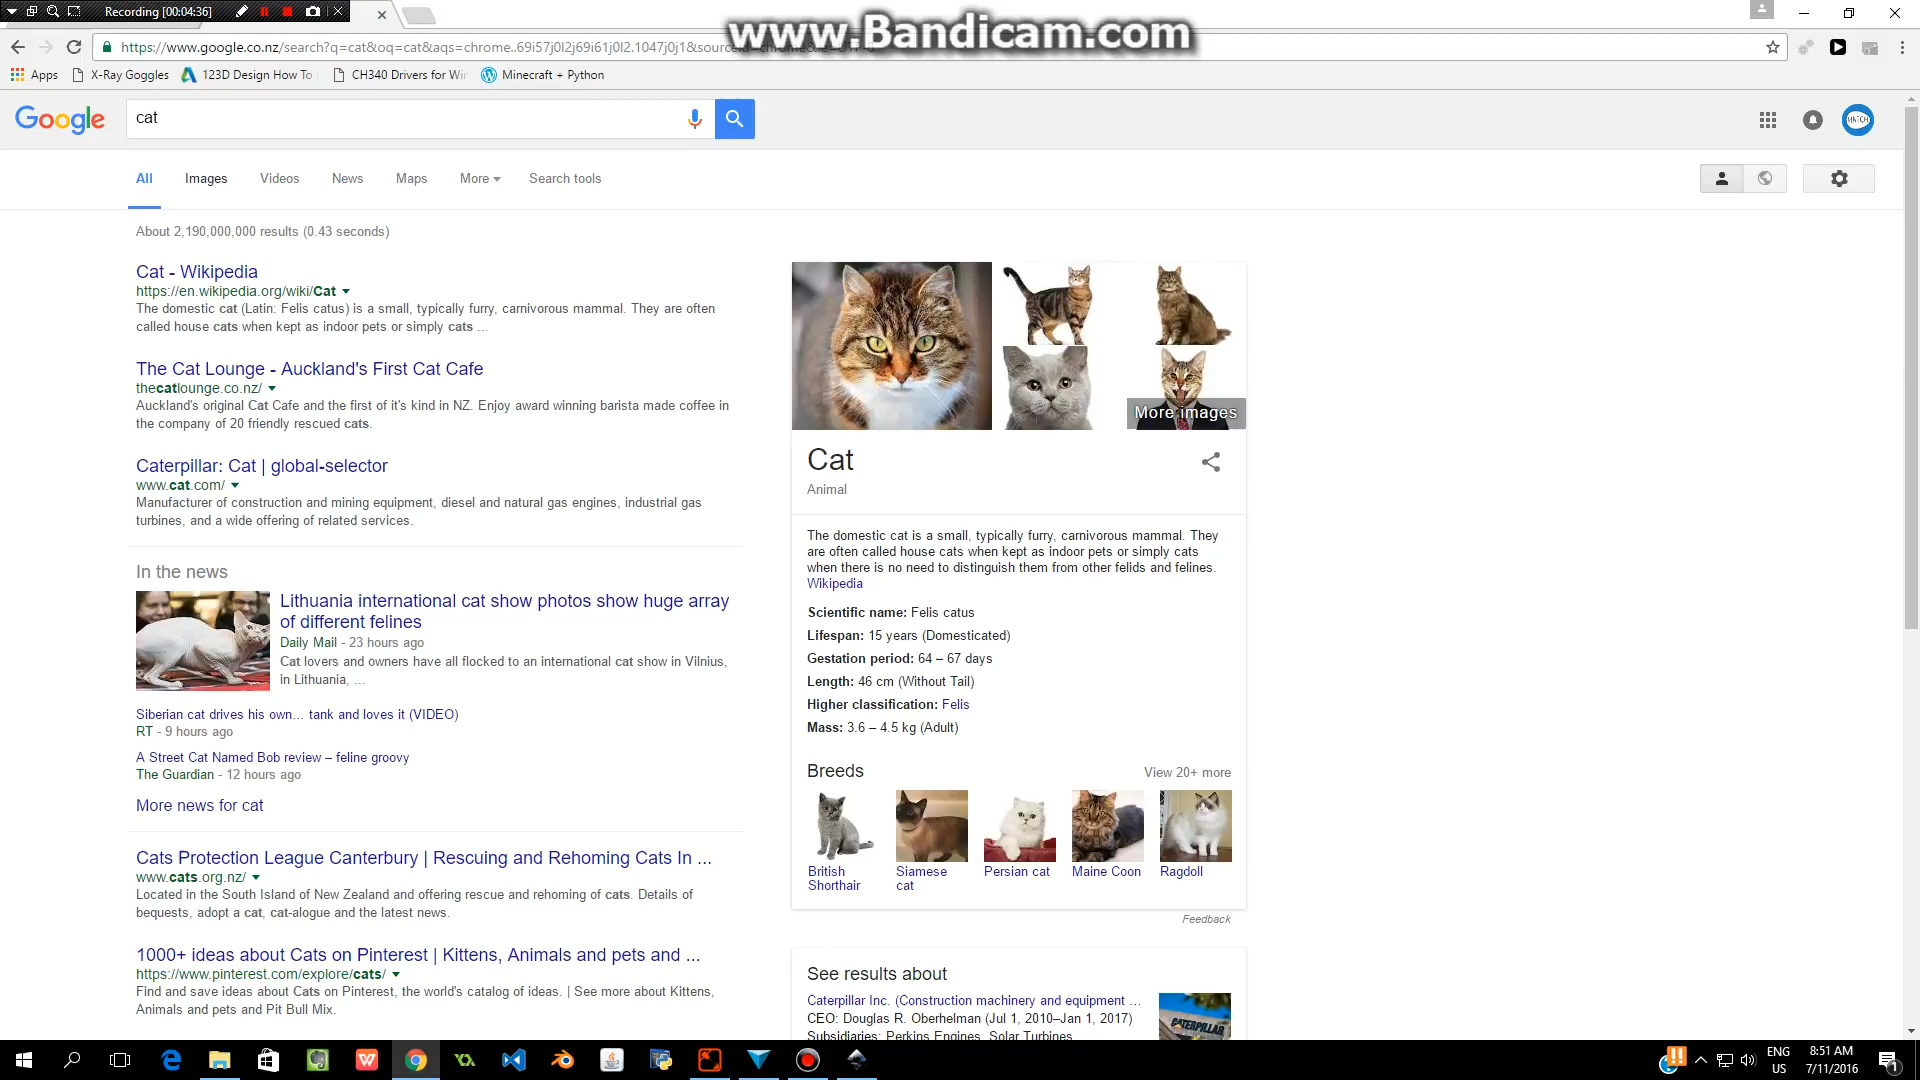 Recording [00:04:36]
www.Bandicam.com
https://www.google.co.nz/search?q=cat&oq=cat&aqs=chrome..69i57j0l2j69i61j0l2.1047j0j1&sourceid=chrome&ie=UTF-8
Apps X-Ray Goggles 123D Design How To CH340 Drivers for Win Minecraft + Python
Google cat
HATCH
All Images Videos News Maps More Search tools
About 2,190,000,000 results (0.43 seconds)
Cat - Wikipedia
https://en.wikipedia.org/wiki/Cat
The domestic cat (Latin: Felis catus) is a small, typically furry, carnivorous mammal. They are often
called house cats when kept as indoor pets or simply cats ...
The Cat Lounge - Auckland's First Cat Cafe
thecatlounge.co.nz/
Auckland's original Cat Cafe and the first of it's kind in NZ. Enjoy award winning barista made coffee in
the company of 20 friendly rescued cats.
Caterpillar: Cat | global-selector
www.cat.com/
Manufacturer of construction and mining equipment, diesel and natural gas engines, industrial gas
turbines, and a wide offering of related services.
In the news
Lithuania international cat show photos show huge array
of different felines
Daily Mail - 23 hours ago
Cat lovers and owners have all flocked to an international cat show in Vilnius,
in Lithuania, ...
Siberian cat drives his own... tank and loves it (VIDEO)
RT - 9 hours ago
A Street Cat Named Bob review – feline groovy
The Guardian - 12 hours ago
More news for cat
Cats Protection League Canterbury | Rescuing and Rehoming Cats In ...
www.cats.org.nz/
Located in the South Island of New Zealand and offering rescue and rehoming of cats. Details of
bequests, adopt a cat, cat-alogue and the latest news.
1000+ ideas about Cats on Pinterest | Kittens, Animals and pets and ...
https://www.pinterest.com/explore/cats/
Find and save ideas about Cats on Pinterest, the world's catalog of ideas. | See more about Kittens,
Animals and pets and Pit Bull Mix.
More images
Cat
Animal
The domestic cat is a small, typically furry, carnivorous mammal. They
are often called house cats when kept as indoor pets or simply cats
when there is no need to distinguish them from other felids and felines.
Wikipedia
Scientific name: Felis catus
Lifespan: 15 years (Domesticated)
Gestation period: 64 – 67 days
Length: 46 cm (Without Tail)
Higher classification: Felis
Mass: 3.6 – 4.5 kg (Adult)
Breeds View 20+ more
British Shorthair
Siamese cat
Persian cat
Maine Coon
Ragdoll
Feedback
See results about
Caterpillar Inc. (Construction machinery and equipment ...
CEO: Douglas R. Oberhelman (Jul 1, 2010–Jan 1, 2017)
Subsidiaries: Perkins Engines, Solar Turbines
CATERPILLAR
ENG 8:51 AM
US 7/11/2016
1